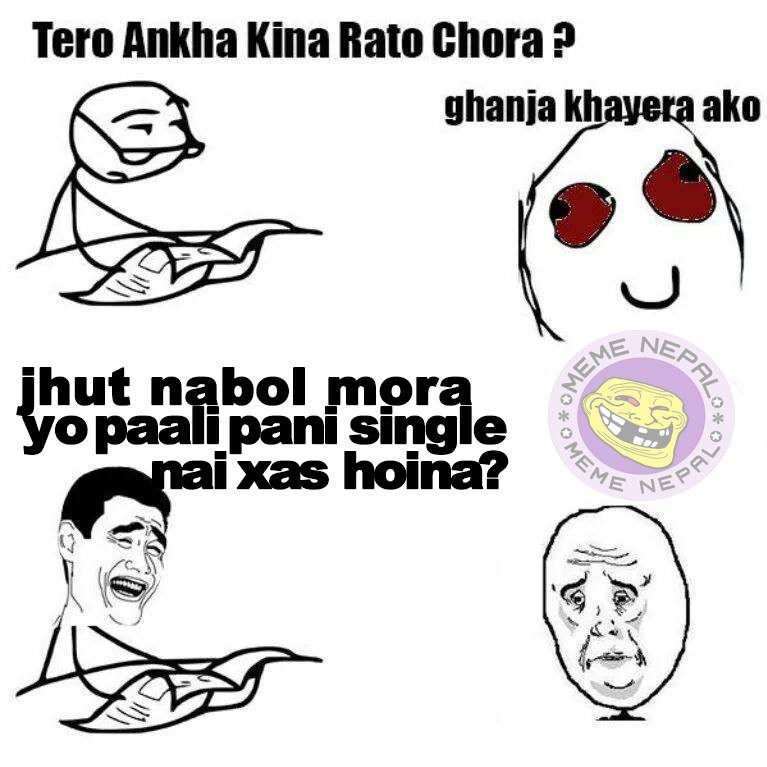 Tero Ankha Kina Rato Chora ?
ghanja khayera ako
jhut nabol mora
yo paali pani single
nai xas hoina?
MEME NEPAL
MEME NEPAL